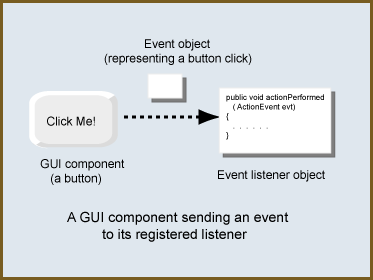 Event object
(representing a button click)
Click Me!
public void actionPerformed
( ActionEvent evt)
{
. . . . . .
}
GUI component
(a button)
Event listener object
A GUI component sending an event
to its registered listener